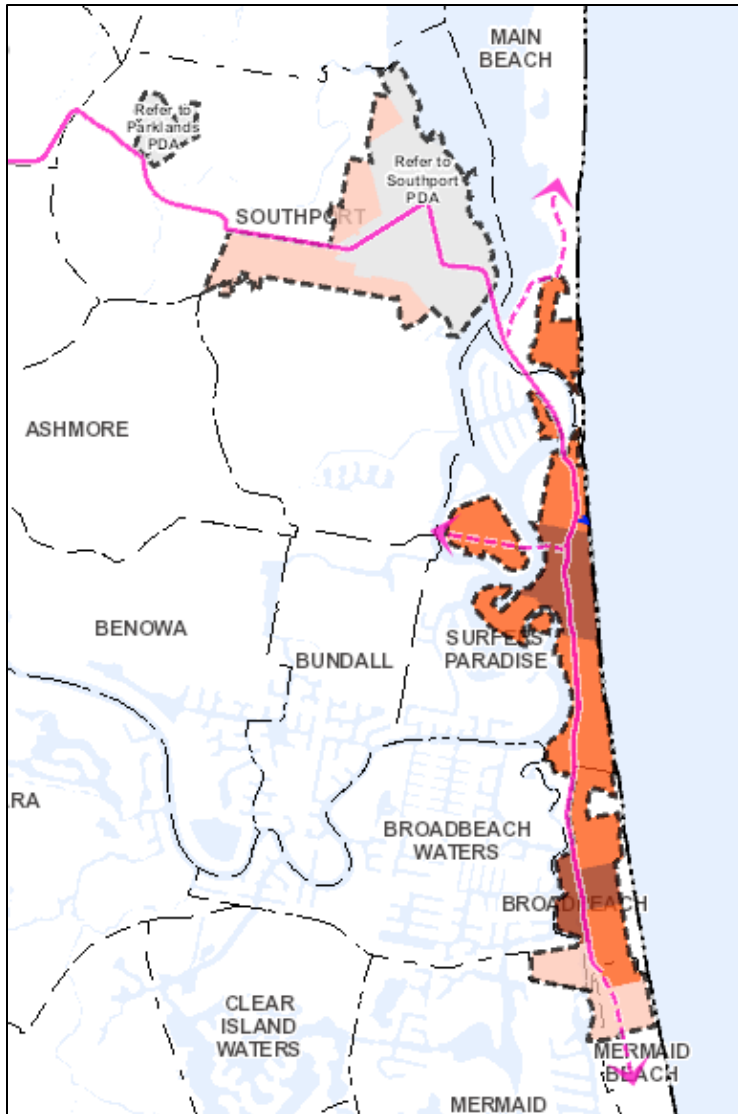 MAIN
BEACH
Refer to
Parklands
PDA
Refer to
Southport
PDA
SOUTHPORT
ASHMORE
BENOWA
BUNDALL
SURFERS
PARADISE
RA
BROADBEACH
WATERS
BROADBEACH
CLEAR
ISLAND
WATERS
MERMAID
BEACH
MERMAID